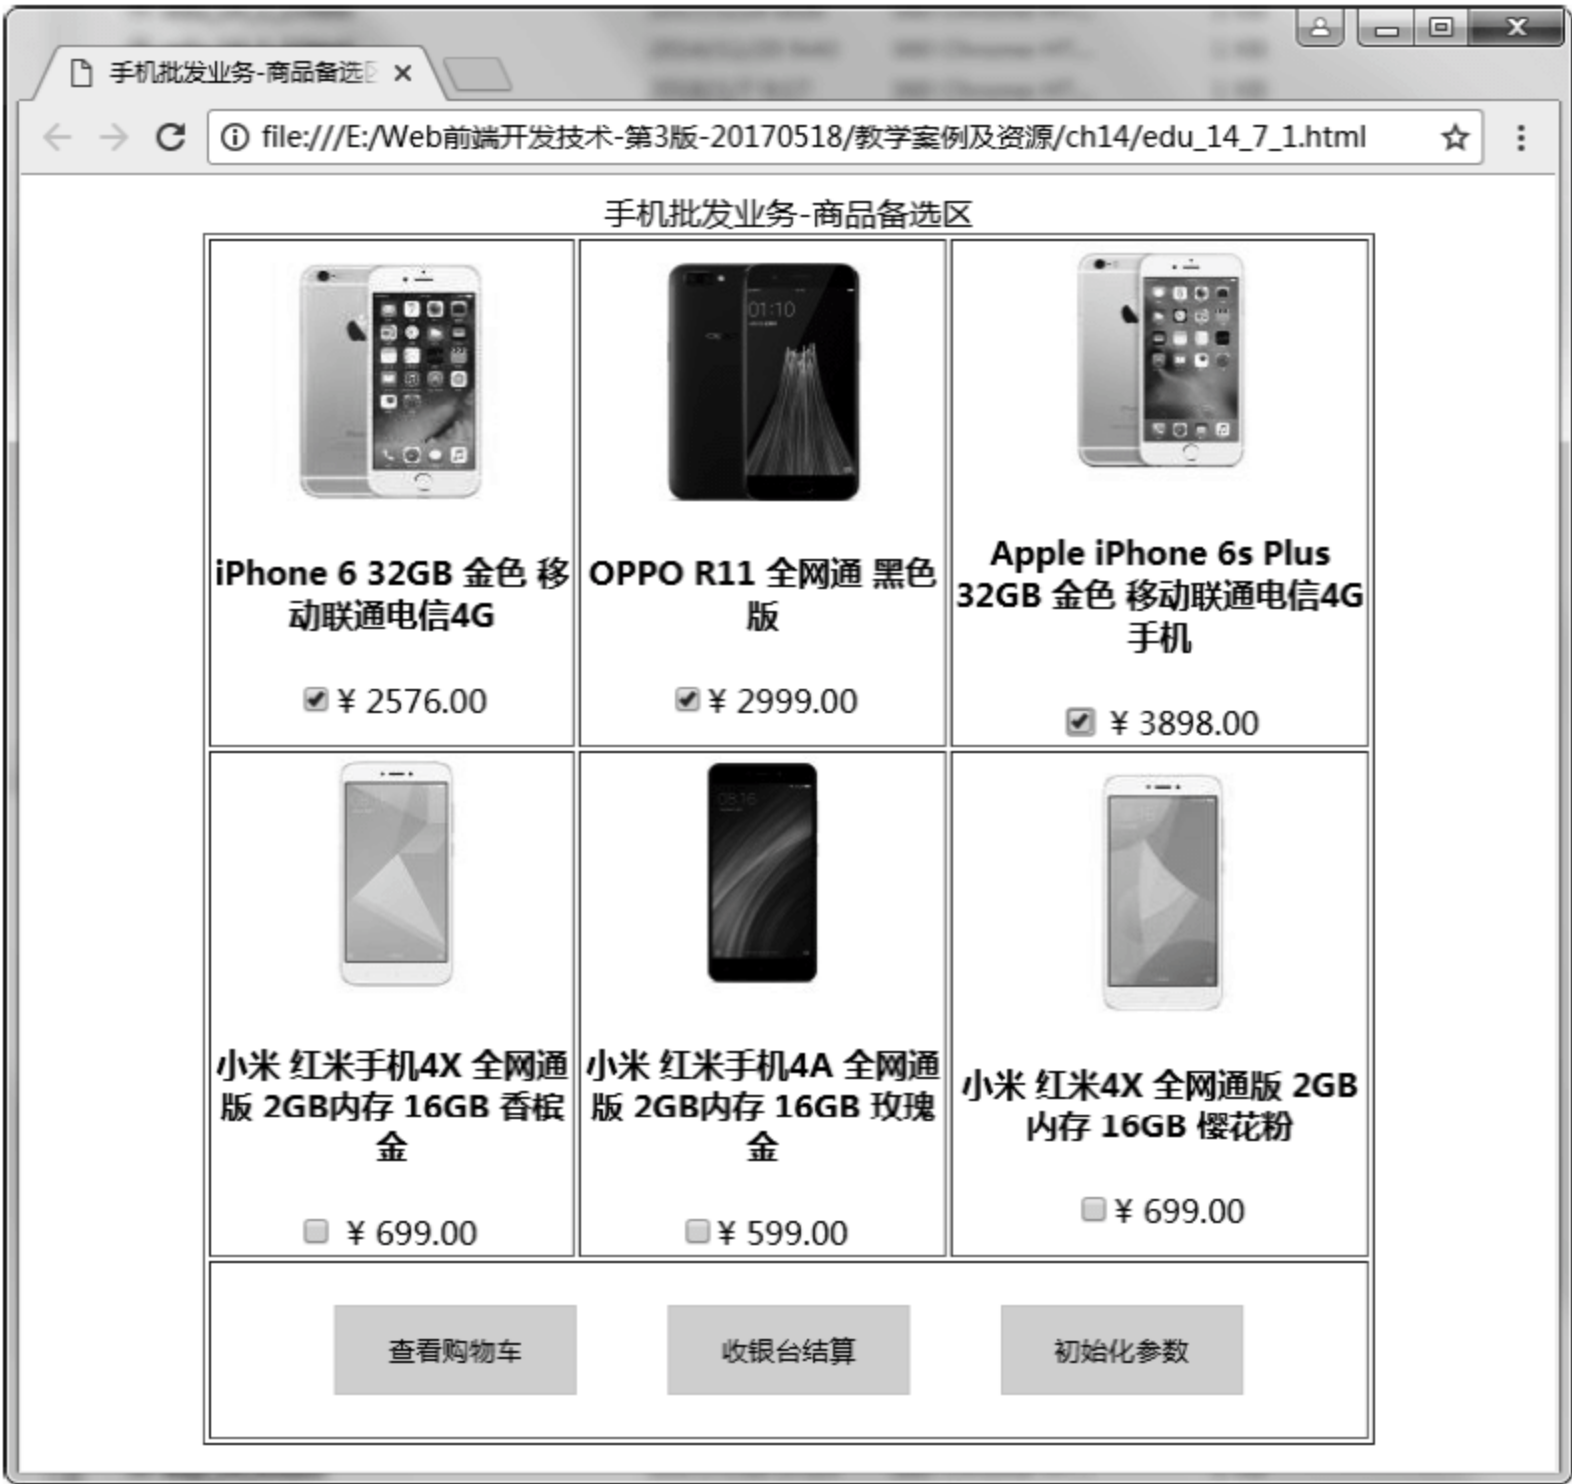 手机批发业务-商品备选区
file:///E:/Web前端开发技术-第3版-20170518/教学案例及资源/ch14/edu_14_7_1.html
手机批发业务-商品备选区
01:10
iPhone 6 32GB 金色 移
动联通电信4G
¥ 2576.00
OPPO R11 全网通 黑色
版
¥ 2999.00
Apple iPhone 6s Plus
32GB 金色 移动联通电信4G
手机
¥ 3898.00
08:16
小米 红米手机4X 全网通
版 2GB内存 16GB 香槟
金
¥ 699.00
小米 红米手机4A 全网通
版 2GB内存 16GB 玫瑰
金
¥ 599.00
小米 红米4X 全网通版 2GB
内存 16GB 樱花粉
¥ 699.00
查看购物车
收银台结算
初始化参数